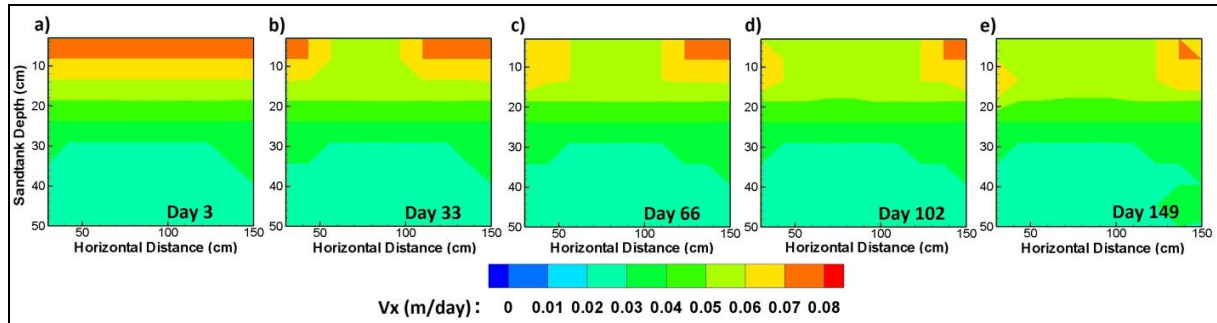 a) b) c) d) e)
Sandtank Depth (cm)
10 10 10 10 10
20 20 20 20 20
30 30 30 30 30
40 40 40 40 40
Day 3 Day 33 Day 66 Day 102 Day 149
50 50 50 50 50
50 100 150 50 100 150 50 100 150 50 100 150 50 100 150
Horizontal Distance (cm) Horizontal Distance (cm) Horizontal Distance (cm) Horizontal Distance (cm) Horizontal Distance (cm)
Vx (m/day) : 0 0.01 0.02 0.03 0.04 0.05 0.06 0.07 0.08